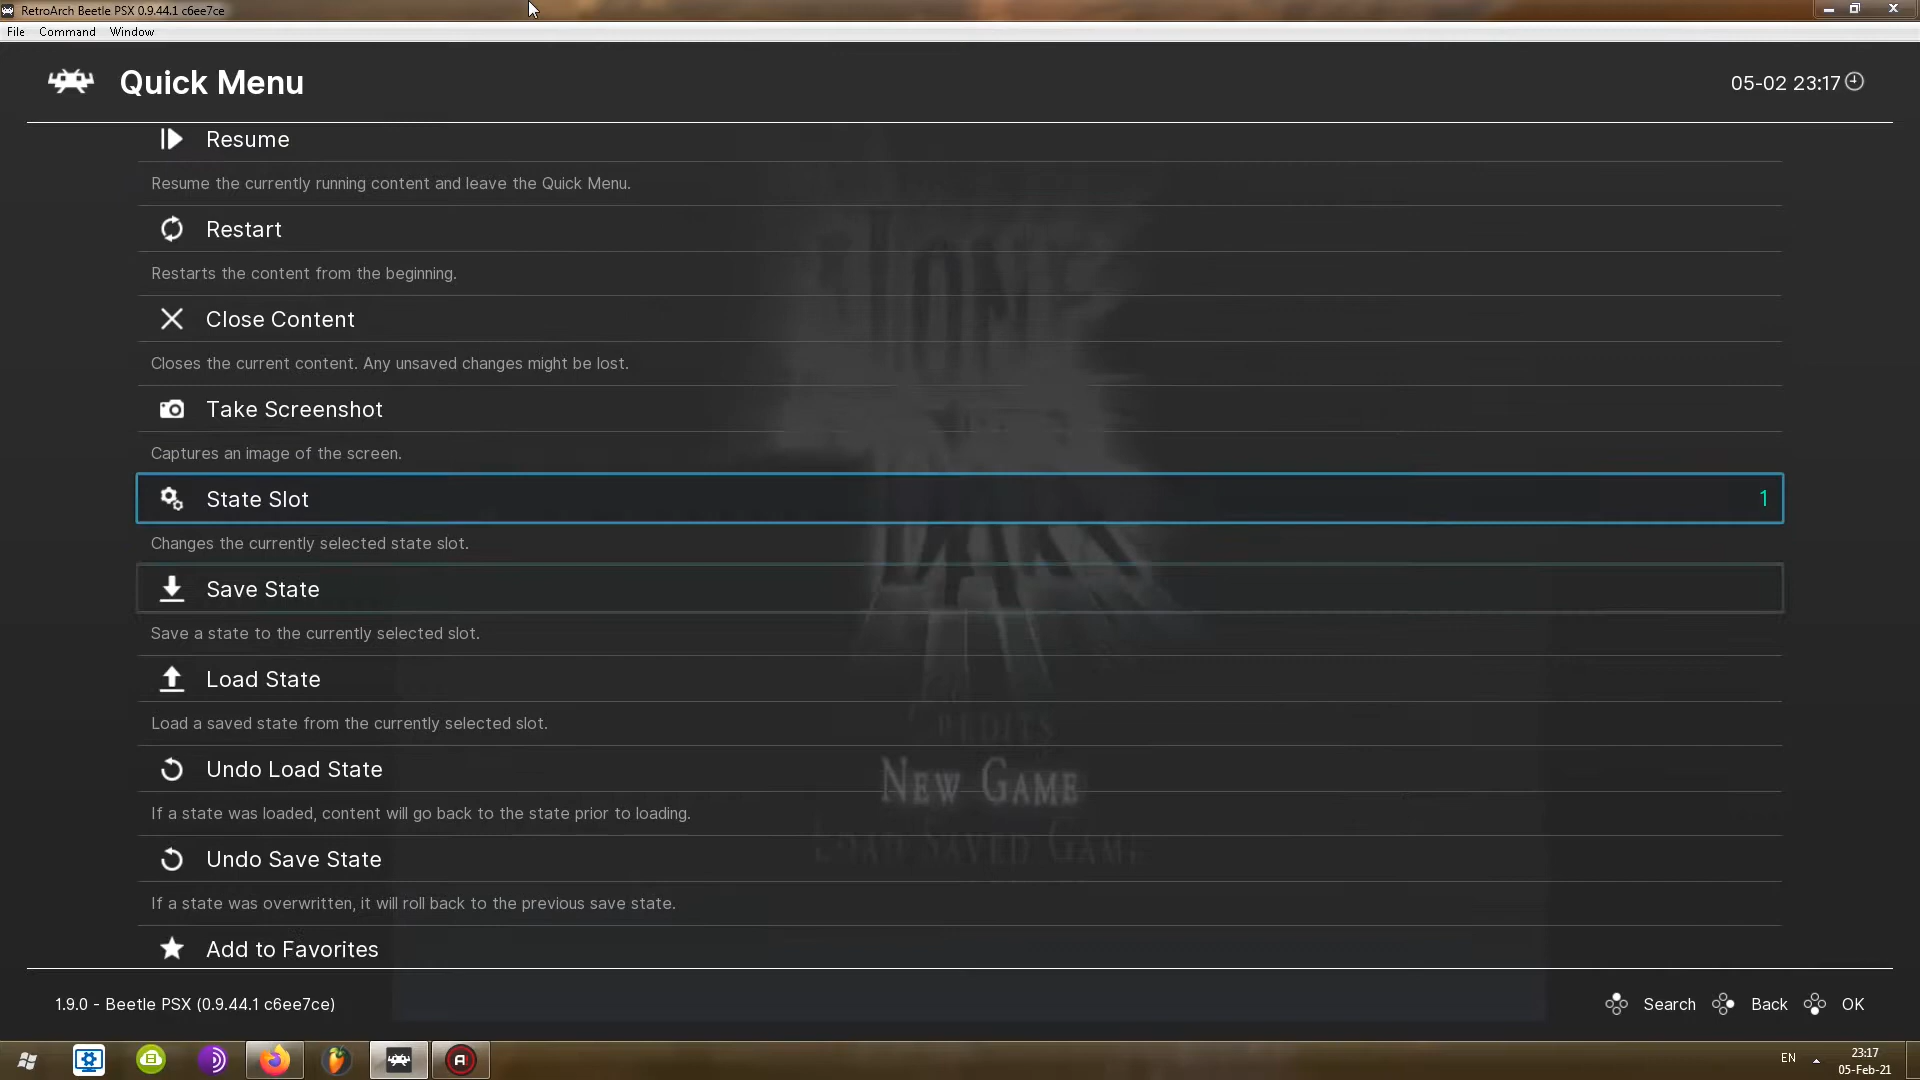 RetroArch Beetle PSX 0.9.44.1 c6ee7ce
File Command Window
Quick Menu
05-02 23:17
Resume
Resume the currently running content and leave the Quick Menu.
Restart
Restarts the content from the beginning.
Close Content
Closes the current content. Any unsaved changes might be lost.
Take Screenshot
Captures an image of the screen.
State Slot 1
Changes the currently selected state slot.
Save State
Save a state to the currently selected slot.
Load State
Load a saved state from the currently selected slot.
Undo Load State
New Game
If a state was loaded, content will go back to the state prior to loading.
Load Saved Game
Undo Save State
If a state was overwritten, it will roll back to the previous save state.
Add to Favorites
1.9.0 - Beetle PSX (0.9.44.1 c6ee7ce)
Search Back OK
EN
23:17
05-Feb-21